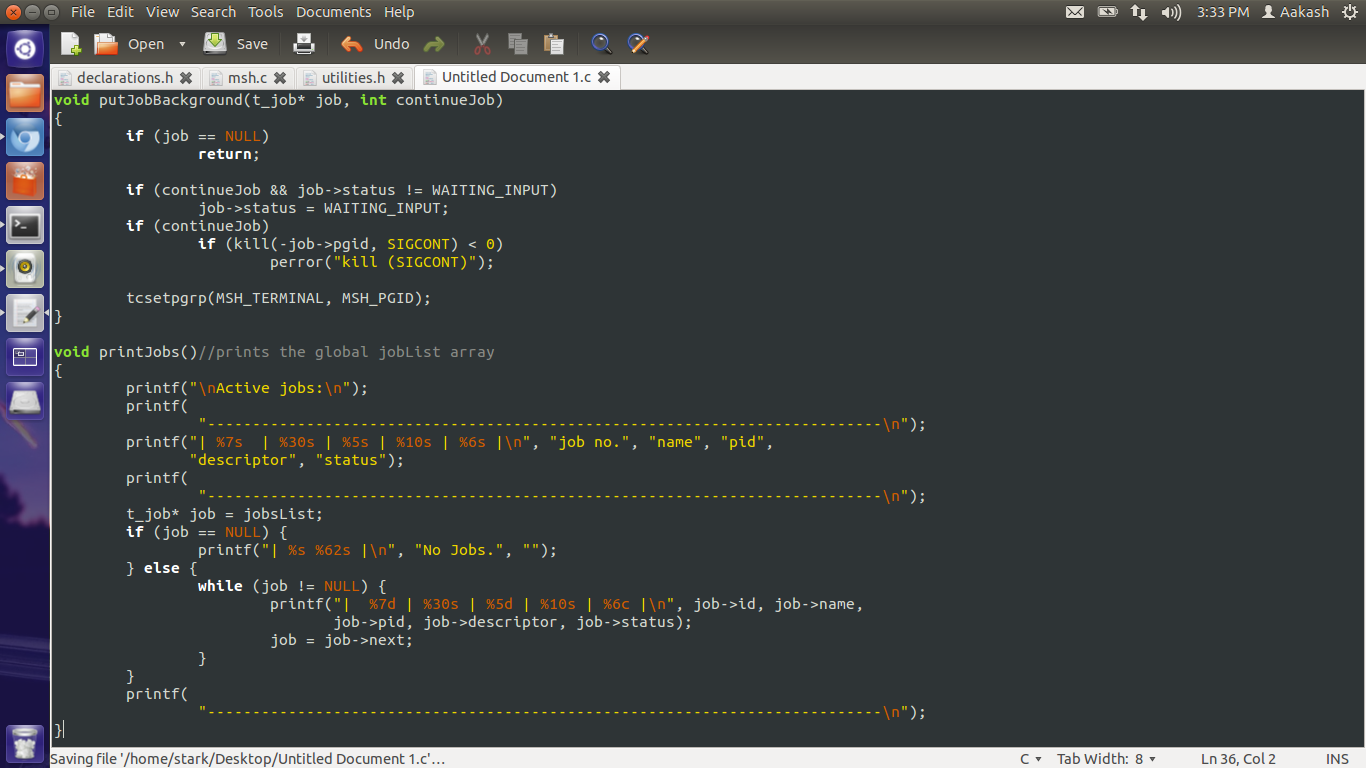 File Edit View Search Tools Documents Help 3:33 PM Aakash
Open Save Undo
declarations.h msh.c utilities.h Untitled Document 1.c
void putJobBackground(t_job* job, int continueJob)
{
        if (job == NULL)
                return;

        if (continueJob && job->status != WAITING_INPUT)
                job->status = WAITING_INPUT;
        if (continueJob)
                if (kill(-job->pgid, SIGCONT) < 0)
                        perror("kill (SIGCONT)");

        tcsetpgrp(MSH_TERMINAL, MSH_PGID);
}

void printJobs()//prints the global jobList array
{
        printf("\nActive jobs:\n");
        printf(
                "---------------------------------------------------------------------------\n");
        printf("| %7s  | %30s | %5s | %10s | %6s |\n", "job no.", "name", "pid",
               "descriptor", "status");
        printf(
                "---------------------------------------------------------------------------\n");
        t_job* job = jobsList;
        if (job == NULL) {
                printf("| %s %62s |\n", "No Jobs.", "");
        } else {
                while (job != NULL) {
                        printf("|  %7d | %30s | %5d | %10s | %6c |\n", job->id, job->name,
                               job->pid, job->descriptor, job->status);
                        job = job->next;
                }
        }
        printf(
                "---------------------------------------------------------------------------\n");
}
Saving file '/home/stark/Desktop/Untitled Document 1.c'… C Tab Width: 8 Ln 36, Col 2 INS